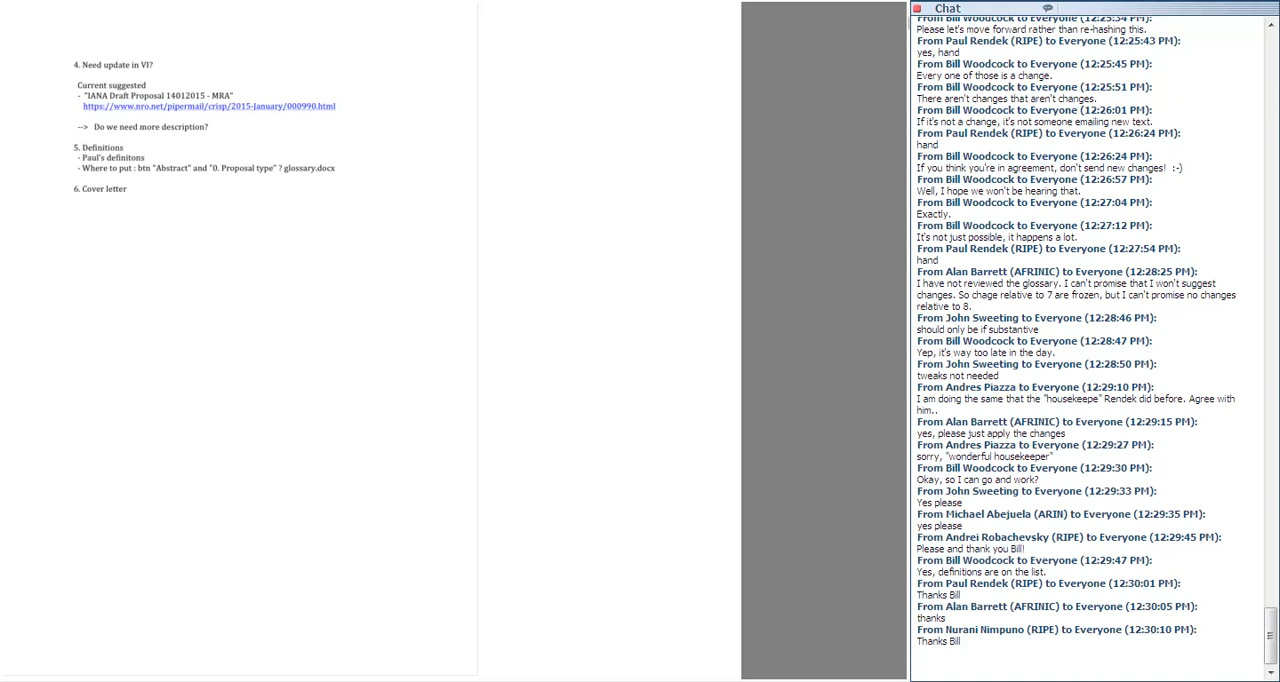 4. Need update in VI?
Current suggested
- "IANA Draft Proposal 14012015 - MRA"
https://www.nro.net/pipermail/crisp/2015-January/000990.html
--> Do we need more description?
5. Definitions
- Paul's definitons
- Where to put : btn "Abstract" and "0. Proposal type" ? glossary.docx
6. Cover letter
Chat
From Bill Woodcock to Everyone (12:25:34 PM):
Please let's move forward rather than re-hashing this.
From Paul Rendek (RIPE) to Everyone (12:25:43 PM):
yes, hand
From Bill Woodcock to Everyone (12:25:45 PM):
Every one of those is a change.
From Bill Woodcock to Everyone (12:25:51 PM):
There aren't changes that aren't changes.
From Bill Woodcock to Everyone (12:26:01 PM):
If it's not a change, it's not someone emailing new text.
From Paul Rendek (RIPE) to Everyone (12:26:24 PM):
hand
From Bill Woodcock to Everyone (12:26:24 PM):
If you think you're in agreement, don't send new changes! :-)
From Bill Woodcock to Everyone (12:26:57 PM):
Well, I hope we won't be hearing that.
From Bill Woodcock to Everyone (12:27:04 PM):
Exactly.
From Bill Woodcock to Everyone (12:27:12 PM):
It's not just possible, it happens a lot.
From Paul Rendek (RIPE) to Everyone (12:27:54 PM):
hand
From Alan Barrett (AFRINIC) to Everyone (12:28:25 PM):
I have not reviewed the glossary. I can't promise that I won't suggest
changes. So chage relative to 7 are frozen, but I can't promise no changes
relative to 8.
From John Sweeting to Everyone (12:28:46 PM):
should only be if substantive
From Bill Woodcock to Everyone (12:28:47 PM):
Yep, it's way too late in the day.
From John Sweeting to Everyone (12:28:50 PM):
tweaks not needed
From Andres Piazza to Everyone (12:29:10 PM):
I am doing the same that the "housekeepe" Rendek did before. Agree with
him..
From Alan Barrett (AFRINIC) to Everyone (12:29:15 PM):
yes, please just apply the changes
From Andres Piazza to Everyone (12:29:27 PM):
sorry, "wonderful housekeeper"
From Bill Woodcock to Everyone (12:29:30 PM):
Okay, so I can go and work?
From John Sweeting to Everyone (12:29:33 PM):
Yes please
From Michael Abejuela (ARIN) to Everyone (12:29:35 PM):
yes please
From Andrei Robachevsky (RIPE) to Everyone (12:29:45 PM):
Please and thank you Bill!
From Bill Woodcock to Everyone (12:29:47 PM):
Yes, definitions are on the list.
From Paul Rendek (RIPE) to Everyone (12:30:01 PM):
Thanks Bill
From Alan Barrett (AFRINIC) to Everyone (12:30:05 PM):
thanks
From Nurani Nimpuno (RIPE) to Everyone (12:30:10 PM):
Thanks Bill